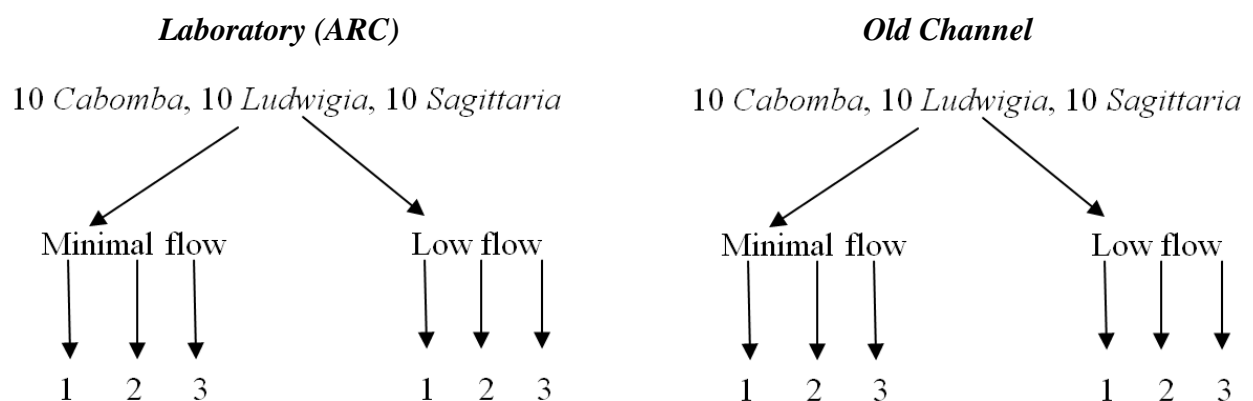 Laboratory (ARC)
Old Channel
10 Cabomba, 10 Ludwigia, 10 Sagittaria
10 Cabomba, 10 Ludwigia, 10 Sagittaria
Minimal flow
Low flow
Minimal flow
Low flow
1 2 3
1 2 3
1 2 3
1 2 3